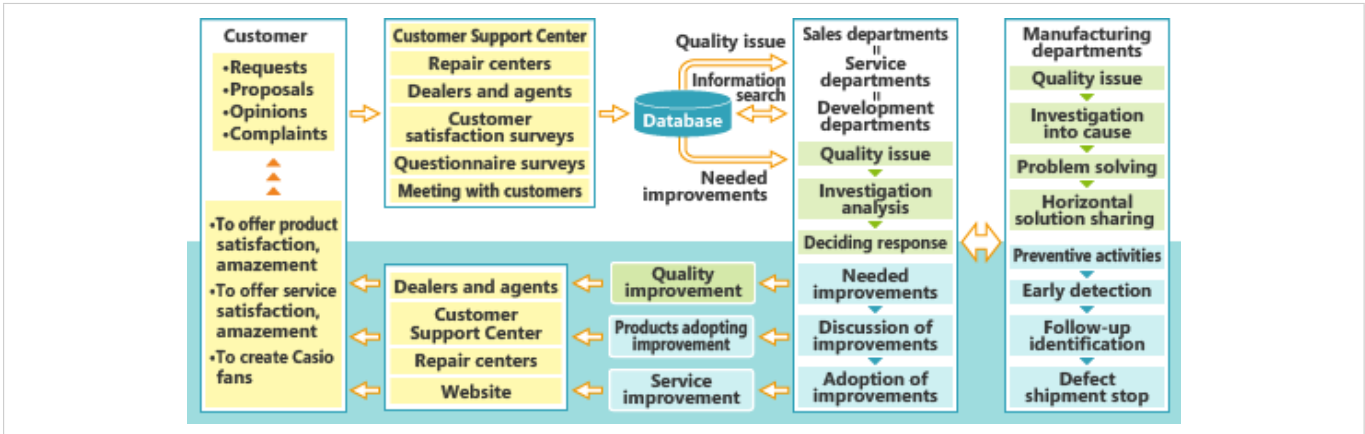 Customer
•Requests
•Proposals
•Opinions
•Complaints
•To offer product
satisfaction,
amazement
•To offer service
satisfaction,
amazement
•To create Casio
fans
Customer Support Center
Repair centers
Dealers and agents
Customer
satisfaction surveys
Questionnaire surveys
Meeting with customers
Quality issue
Information
search
Database
Needed
improvements
Sales departments
=
Service
departments
=
Development
departments
Quality issue
Investigation
analysis
Deciding response
Needed
improvements
Discussion of
improvements
Adoption of
improvements
Manufacturing
departments
Quality issue
Investigation
into cause
Problem solving
Horizontal
solution sharing
Preventive activities
Early detection
Follow-up
identification
Defect
shipment stop
Quality
improvement
Products adopting
improvement
Service
improvement
Dealers and agents
Customer
Support Center
Repair centers
Website